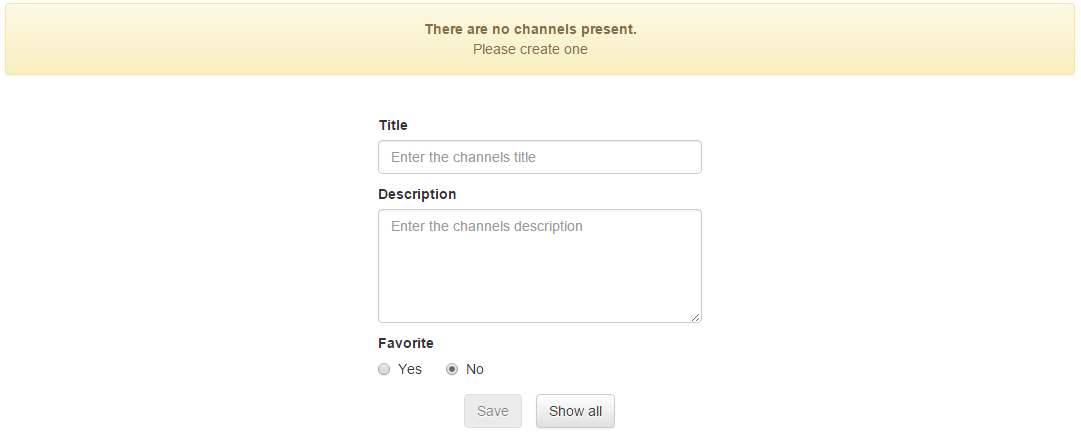 There are no channels present.
Please create one
Title
Enter the channels title
Description
Enter the channels description
Favorite
Yes No
Save Show all